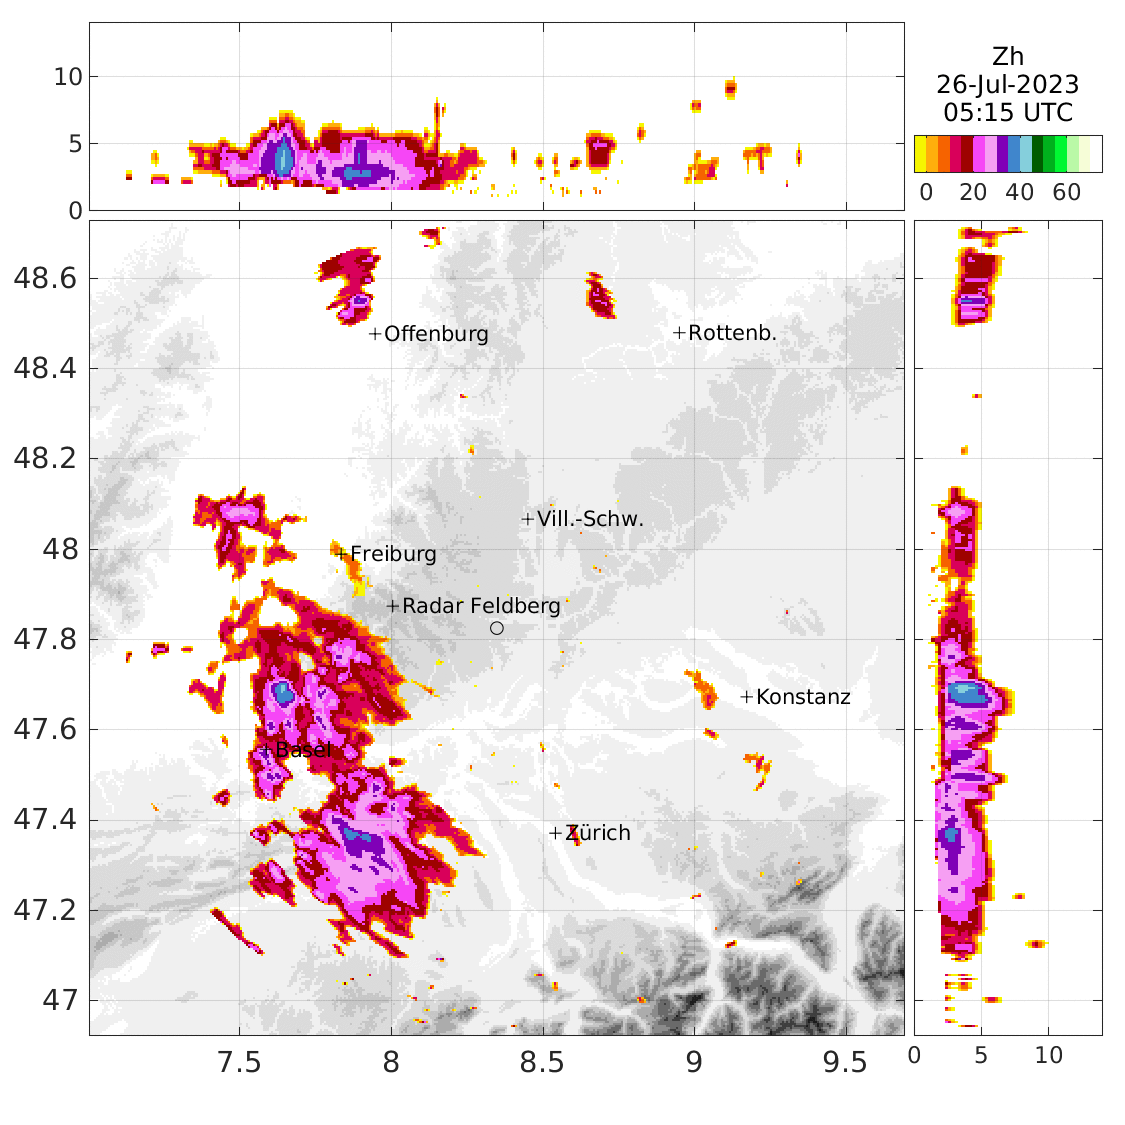 10
5
0
Zh
26-Jul-2023
05:15 UTC
0 20 40 60
48.6
48.4
48.2
48
47.8
47.6
47.4
47.2
47
Offenburg
Rottenb.
Vill.-Schw.
Freiburg
Radar Feldberg
Konstanz
Basel
Zürich
7.5 8 8.5 9 9.5
0 5 10